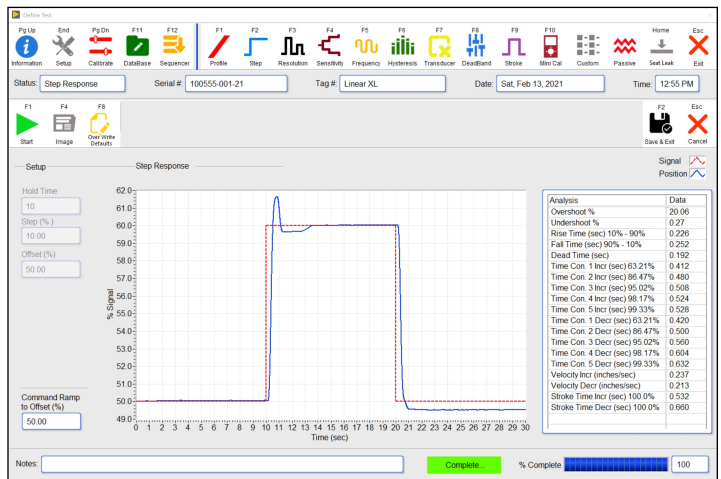 Define Test
Pg Up End Pg Dn F11 F12 F1 F2 F3 F4 F5 F6 F7 F8 F9 F10 Home Esc
Information Setup Calibrate DataBase Sequencer Profile Step Resolution Sensitivity Frequency Hysteresis Transducer DeadBand Stroke Mini Cal Custom Passive Seat Leak Exit
Status: Step Response Serial #: 100555-001-21 Tag #: Linear XL Date: Sat, Feb 13, 2021 Time: 12:55 PM
F1 F4 F8 F2 Esc
Start Image Over Write Defaults Save & Exit Cancel
Setup Step Response Signal
Position
Hold Time
10
Step (% )
10.00
Offset (%)
50.00
Command Ramp
to Offset (%)
50.00
% Signal
62.0
61.0
60.0
59.0
58.0
57.0
56.0
55.0
54.0
53.0
52.0
51.0
50.0
49.0
0 1 2 3 4 5 6 7 8 9 10 11 12 13 14 15 16 17 18 19 20 21 22 23 24 25 26 27 28 29 30
Time (sec)
Analysis Data
Overshoot % 20.06
Undershoot % 0.27
Rise Time (sec) 10% - 90% 0.226
Fall Time (sec) 90% - 10% 0.252
Dead Time (sec) 0.192
Time Con. 1 Incr (sec) 63.21% 0.412
Time Con. 2 Incr (sec) 86.47% 0.480
Time Con. 3 Incr (sec) 95.02% 0.508
Time Con. 4 Incr (sec) 98.17% 0.524
Time Con. 5 Incr (sec) 99.33% 0.528
Time Con. 1 Decr (sec) 63.21% 0.420
Time Con. 2 Decr (sec) 86.47% 0.500
Time Con. 3 Decr (sec) 95.02% 0.560
Time Con. 4 Decr (sec) 98.17% 0.604
Time Con. 5 Decr (sec) 99.33% 0.632
Velocity Incr (inches/sec) 0.237
Velocity Decr (inches/sec) 0.213
Stroke Time Incr (sec) 100.0% 0.532
Stroke Time Decr (sec) 100.0% 0.660
Notes: Complete... % Complete 100